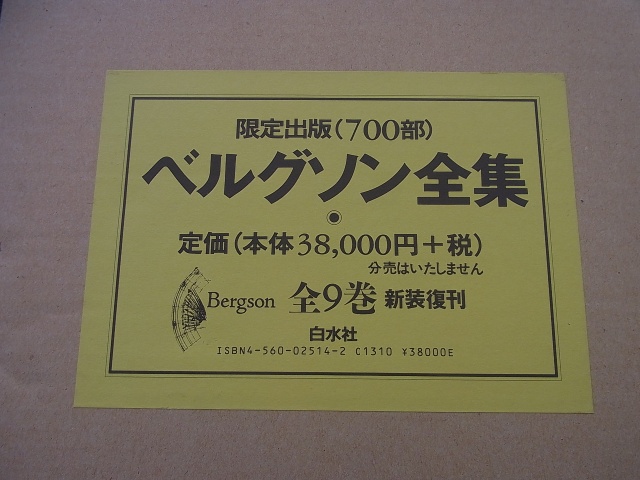 限定出版(700部)
ベルグソン全集
定価(本体38,000円+税)
分売はいたしません
Bergson 全9巻 新装復刊
白水社
ISBN4-560-02514-2 C1310 ¥38000E